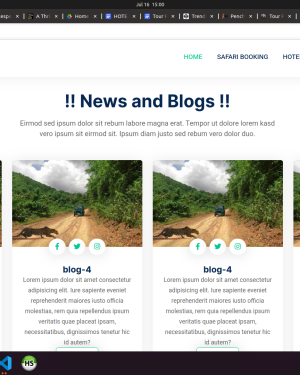 Jul 16 15:00
Home
HOTE
Tour
Trend
Pench
Tour
HOME SAFARI BOOKING HOTE
!! News and Blogs !!
Eirmod sed ipsum dolor sit rebum labore magna erat. Tempor ut dolore lorem kasd
vero ipsum sit eirmod sit. Ipsum diam justo sed rebum vero dolor duo.
blog-4
Lorem ipsum dolor sit amet consectetur
adipisicing elit. Iure sapiente eveniet
reprehenderit maiores iusto officia
molestias, rem quia repellendus ipsum
veritatis quae placeat ipsam,
necessitatibus, dignissimos tenetur hic
id autem?
blog-4
Lorem ipsum dolor sit amet consectetur
adipisicing elit. Iure sapiente eveniet
reprehenderit maiores iusto officia
molestias, rem quia repellendus ipsum
veritatis quae placeat ipsam,
necessitatibus, dignissimos tenetur hic
id autem?
HS